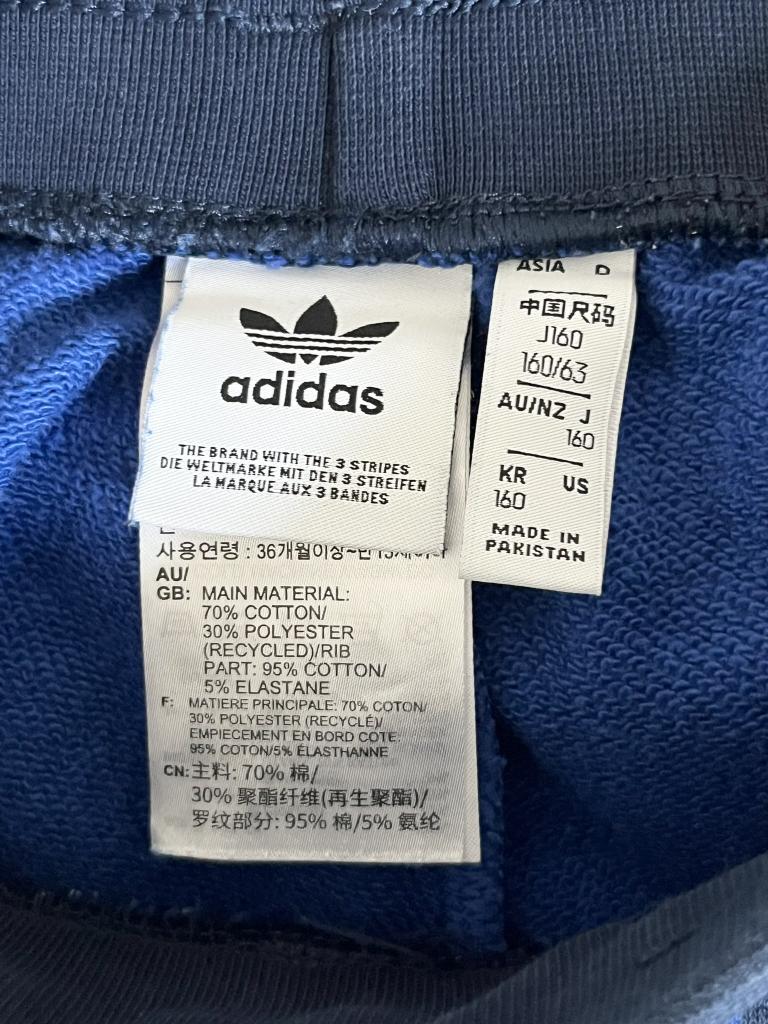 adidas
THE BRAND WITH THE 3 STRIPES
DIE WELTMARKE MIT DEN 3 STREIFEN
LA MARQUE AUX 3 BANDES
사용연령 : 36개월이상~만
AU/
GB: MAIN MATERIAL:
70% COTTON/
30% POLYESTER
(RECYCLED)/RIB
PART: 95% COTTON/
5% ELASTANE
F: MATIERE PRINCIPALE: 70% COTON/
30% POLYESTER (RECYCLÉ)/
EMPIECEMENT EN BORD COTE:
95% COTON/5% ÉLASTHANNE
CN: 主料: 70% 棉/
30% 聚酯纤维(再生聚酯)/
罗纹部分: 95% 棉/5% 氨纶
ASIA D
中国尺码
J160
160/63
AU/NZ J
160
KR US
160
MADE IN
PAKISTAN